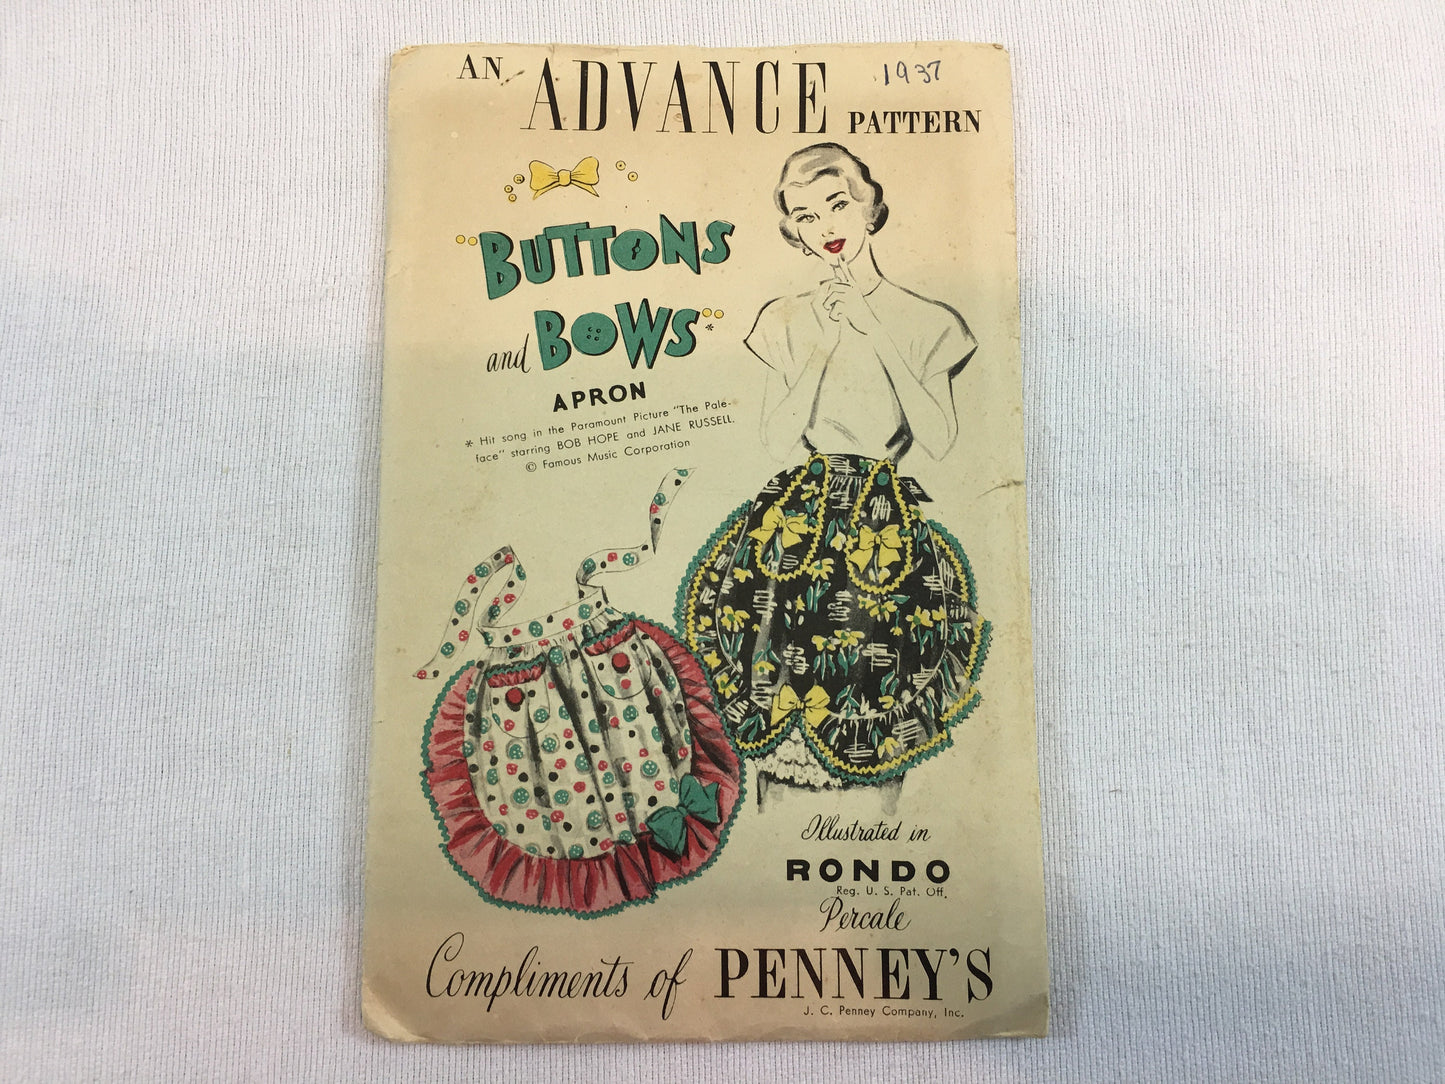 AN ADVANCE PATTERN
1937
"BUTTONS
and BOWS"*
APRON
* Hit song in the Paramount Picture "The Pale-
face" starring BOB HOPE and JANE RUSSELL.
© Famous Music Corporation
Illustrated in
RONDO
Reg. U. S. Pat. Off.
Percale
Compliments of PENNEY'S
J. C. Penney Company, Inc.